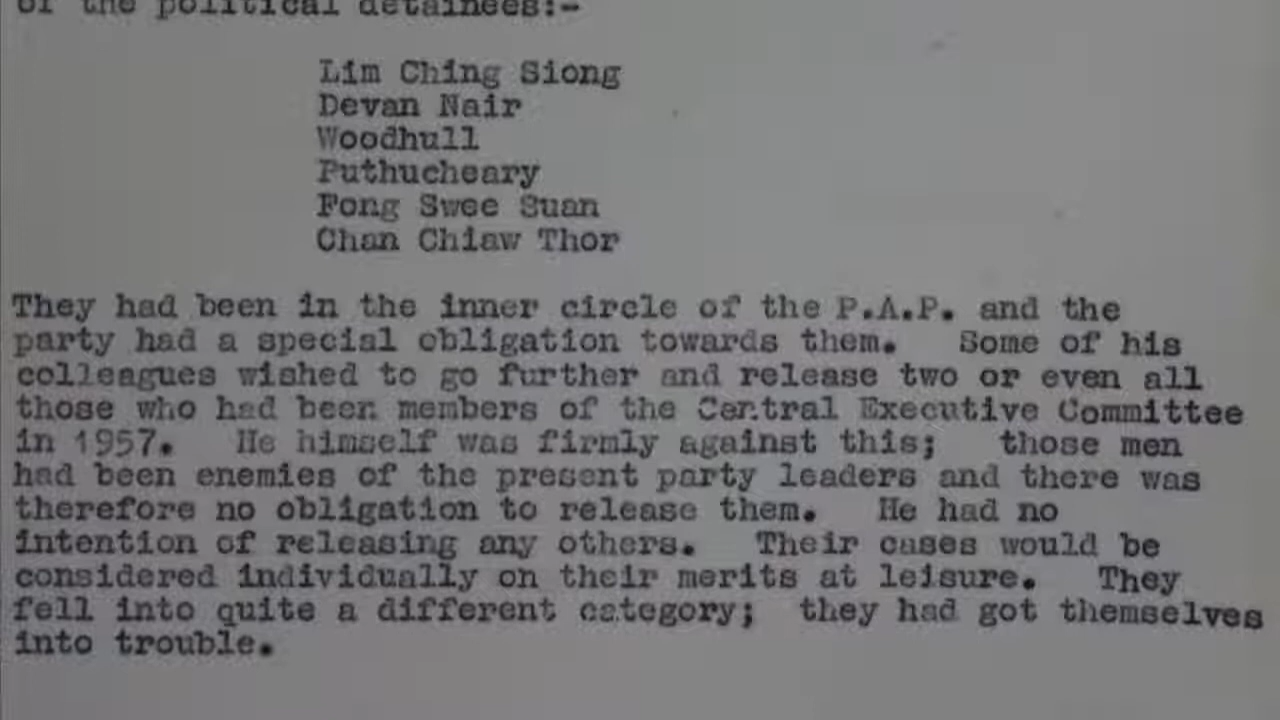 of the political detainees:-
Lim Ching Siong
Devan Nair
Woodhull
Puthucheary
Fong Swee Suan
Chan Chiaw Thor
They had been in the inner circle of the P.A.P. and the
party had a special obligation towards them. Some of his
colleagues wished to go further and release two or even all
those who had been members of the Central Executive Committee
in 1957. He himself was firmly against this; those men
had been enemies of the present party leaders and there was
therefore no obligation to release them. He had no
intention of releasing any others. Their cases would be
considered individually on their merits at leisure. They
fell into quite a different category; they had got themselves
into trouble.